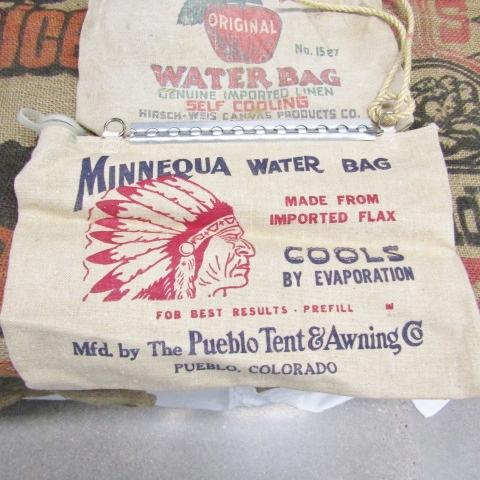 ORIGINAL
No. 15
WATER BAG
GENUINE IMPORTED LINEN
SELF COOLING
HIRSCH-WEIS CANVAS PRODUCTS CO.
MINNEQUA WATER BAG
MADE FROM
IMPORTED FLAX
COOLS
BY EVAPORATION
FOR BEST RESULTS - PREFILL
Mfd. by The Pueblo Tent & Awning Co
PUEBLO, COLORADO